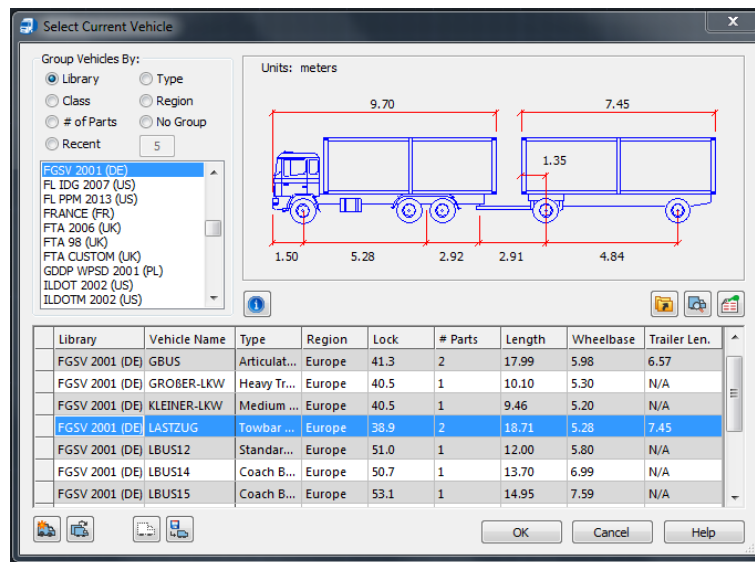 Select Current Vehicle
x
Group Vehicles By:
Library Type
Class Region
# of Parts No Group
Recent 5
FGSV 2001 (DE)
FL IDG 2007 (US)
FL PPM 2013 (US)
FRANCE (FR)
FTA 2006 (UK)
FTA 98 (UK)
FTA CUSTOM (UK)
GDDP WPSD 2001 (PL)
ILDOT 2002 (US)
ILDOTM 2002 (US)
Units: meters
9.70 7.45
1.35
1.50 5.28 2.92 2.91 4.84
Library Vehicle Name Type Region Lock # Parts Length Wheelbase Trailer Len.
FGSV 2001 (DE) GBUS Articulat... Europe 41.3 2 17.99 5.98 6.57
FGSV 2001 (DE) GROßER-LKW Heavy Tr... Europe 40.5 1 10.10 5.30 N/A
FGSV 2001 (DE) KLEINER-LKW Medium ... Europe 40.5 1 9.46 5.20 N/A
FGSV 2001 (DE) LASTZUG Towbar ... Europe 38.9 2 18.71 5.28 7.45
FGSV 2001 (DE) LBUS12 Standar... Europe 51.0 1 12.00 5.80 N/A
FGSV 2001 (DE) LBUS14 Coach B... Europe 50.7 1 13.70 6.99 N/A
FGSV 2001 (DE) LBUS15 Coach B... Europe 53.1 1 14.95 7.59 N/A
OK Cancel Help